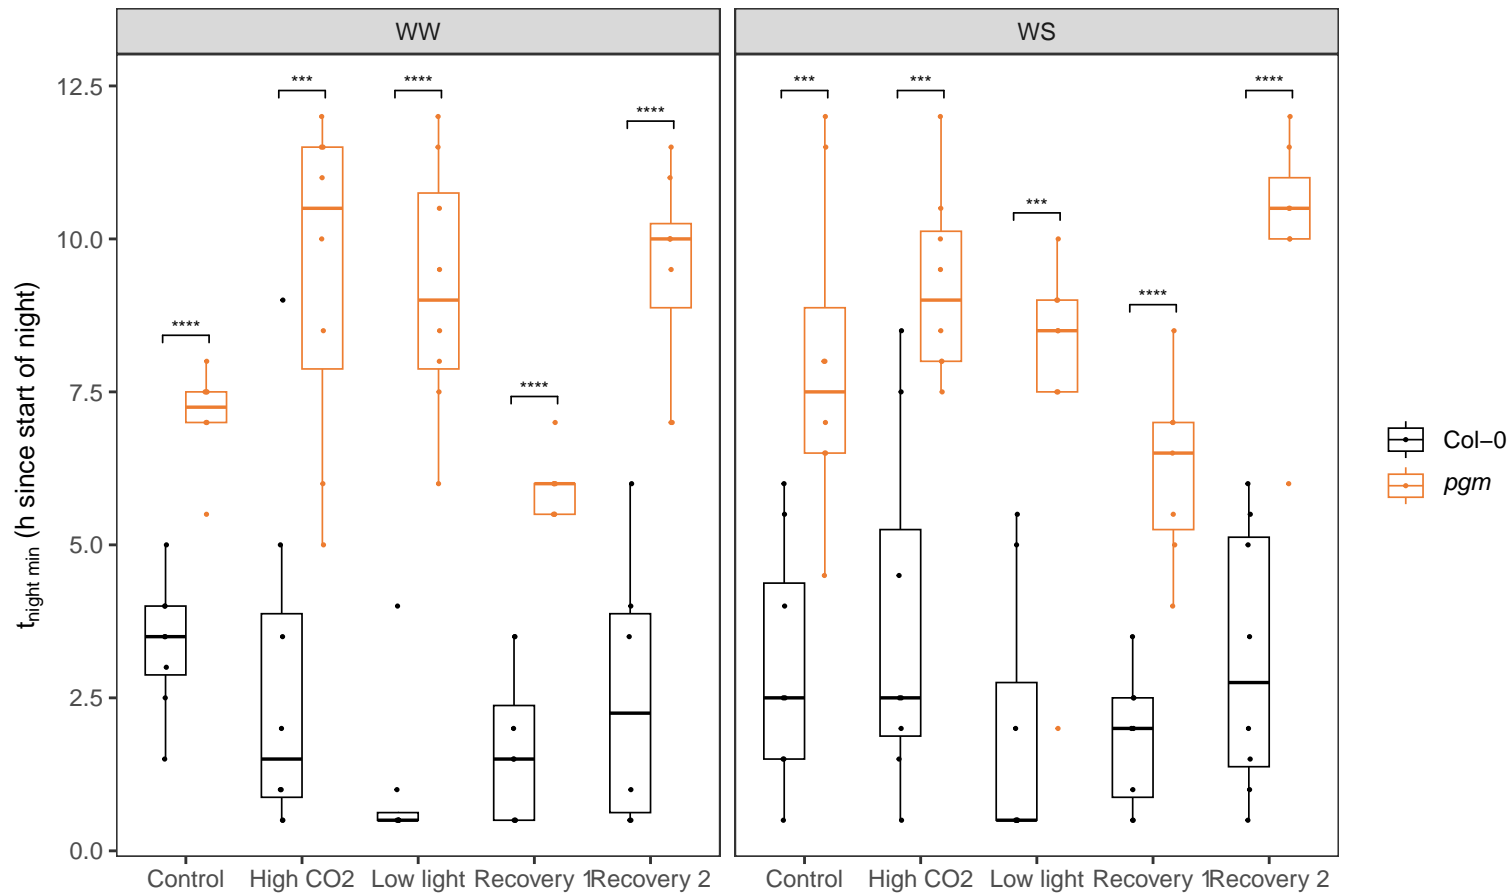 WW
WS
t night min (h since start of night)
12.5
10.0
7.5
5.0
2.5
0.0
**** *** **** **** ****
*** *** *** **** ****
Control High CO2 Low light Recovery 1 Recovery 2
Control High CO2 Low light Recovery 1 Recovery 2
Col−0
pgm